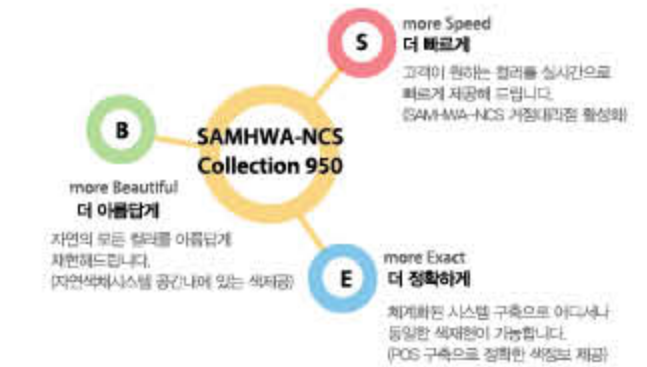 S
more Speed
더 빠르게
고객이 원하는 컬러를 실시간으로
빠르게 제공해 드립니다.
(SAMHWA-NCS 거점대리점 활성화)
B
SAMHWA-NCS
Collection 950
more Beautiful
더 아름답게
자연의 모든 컬러를 아름답게
재현해드립니다.
(자연색체시스템 공간내에 있는 색제공)
E
more Exact
더 정확하게
체계화된 시스템 구축으로 어디서나
동일한 색재현이 가능합니다.
(POS 구축으로 정확한 색정보 제공)